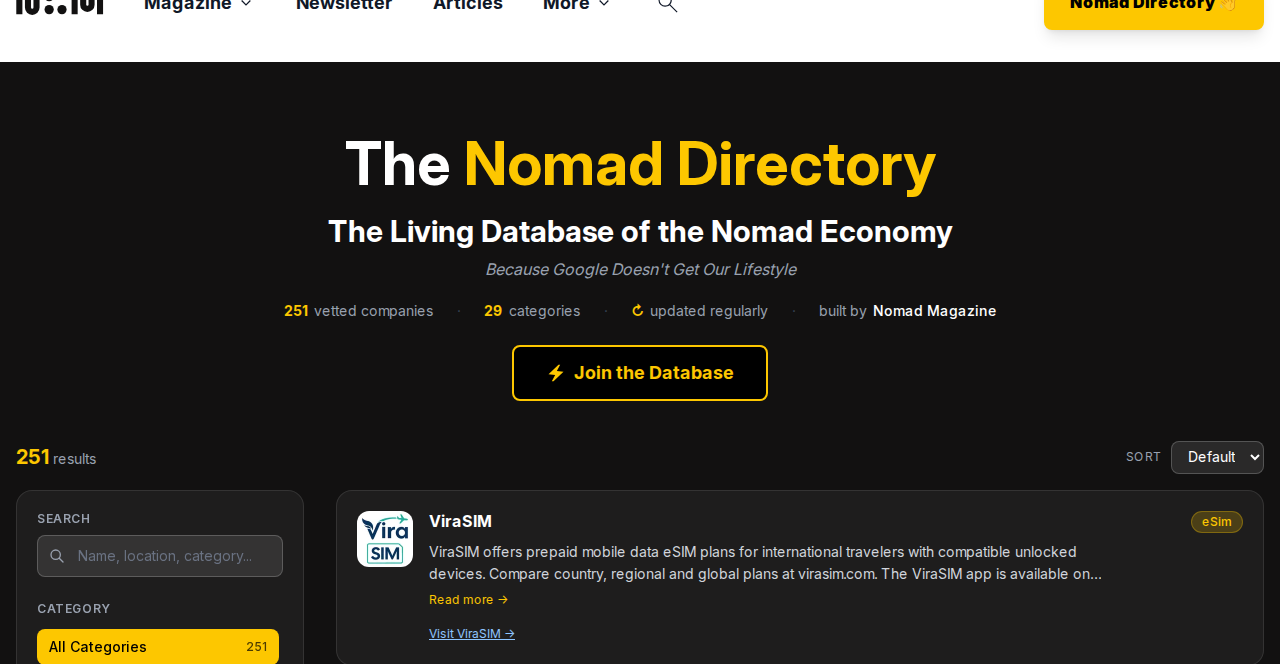 Magazine Newsletter Articles More Nomad Directory 👋
The Nomad Directory
The Living Database of the Nomad Economy
Because Google Doesn't Get Our Lifestyle
251 vetted companies · 29 categories · ↻ updated regularly · built by Nomad Magazine
⚡ Join the Database
251 results
SORT Default
SEARCH
Name, location, category...
CATEGORY
All Categories 251
Vira
SIM
ViraSIM
eSim
ViraSIM offers prepaid mobile data eSIM plans for international travelers with compatible unlocked
devices. Compare country, regional and global plans at virasim.com. The ViraSIM app is available on...
Read more →
Visit ViraSIM →